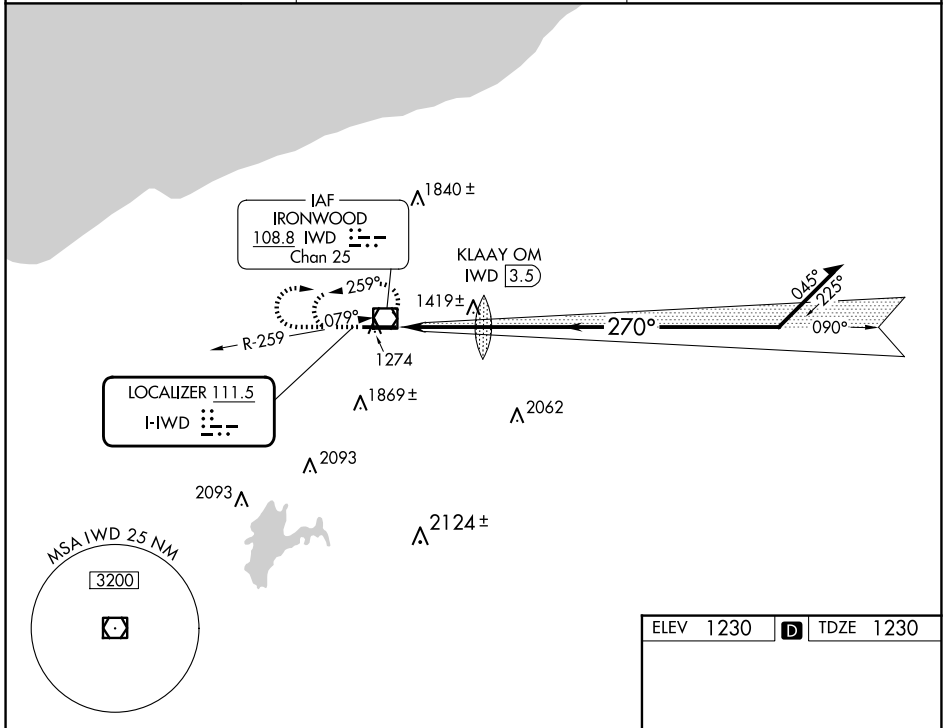 1840 ±
IAF
IRONWOOD
108.8 IWD
Chan 25
KLAAY OM
IWD 3.5
259°
1419±
045°
225°
079°
270°
090°
R-259
1274
LOCALIZER 111.5
I-IWD
1869 ±
2062
2093
2093
2124 ±
MSA IWD 25 NM
3200
ELEV 1230 D TDZE 1230